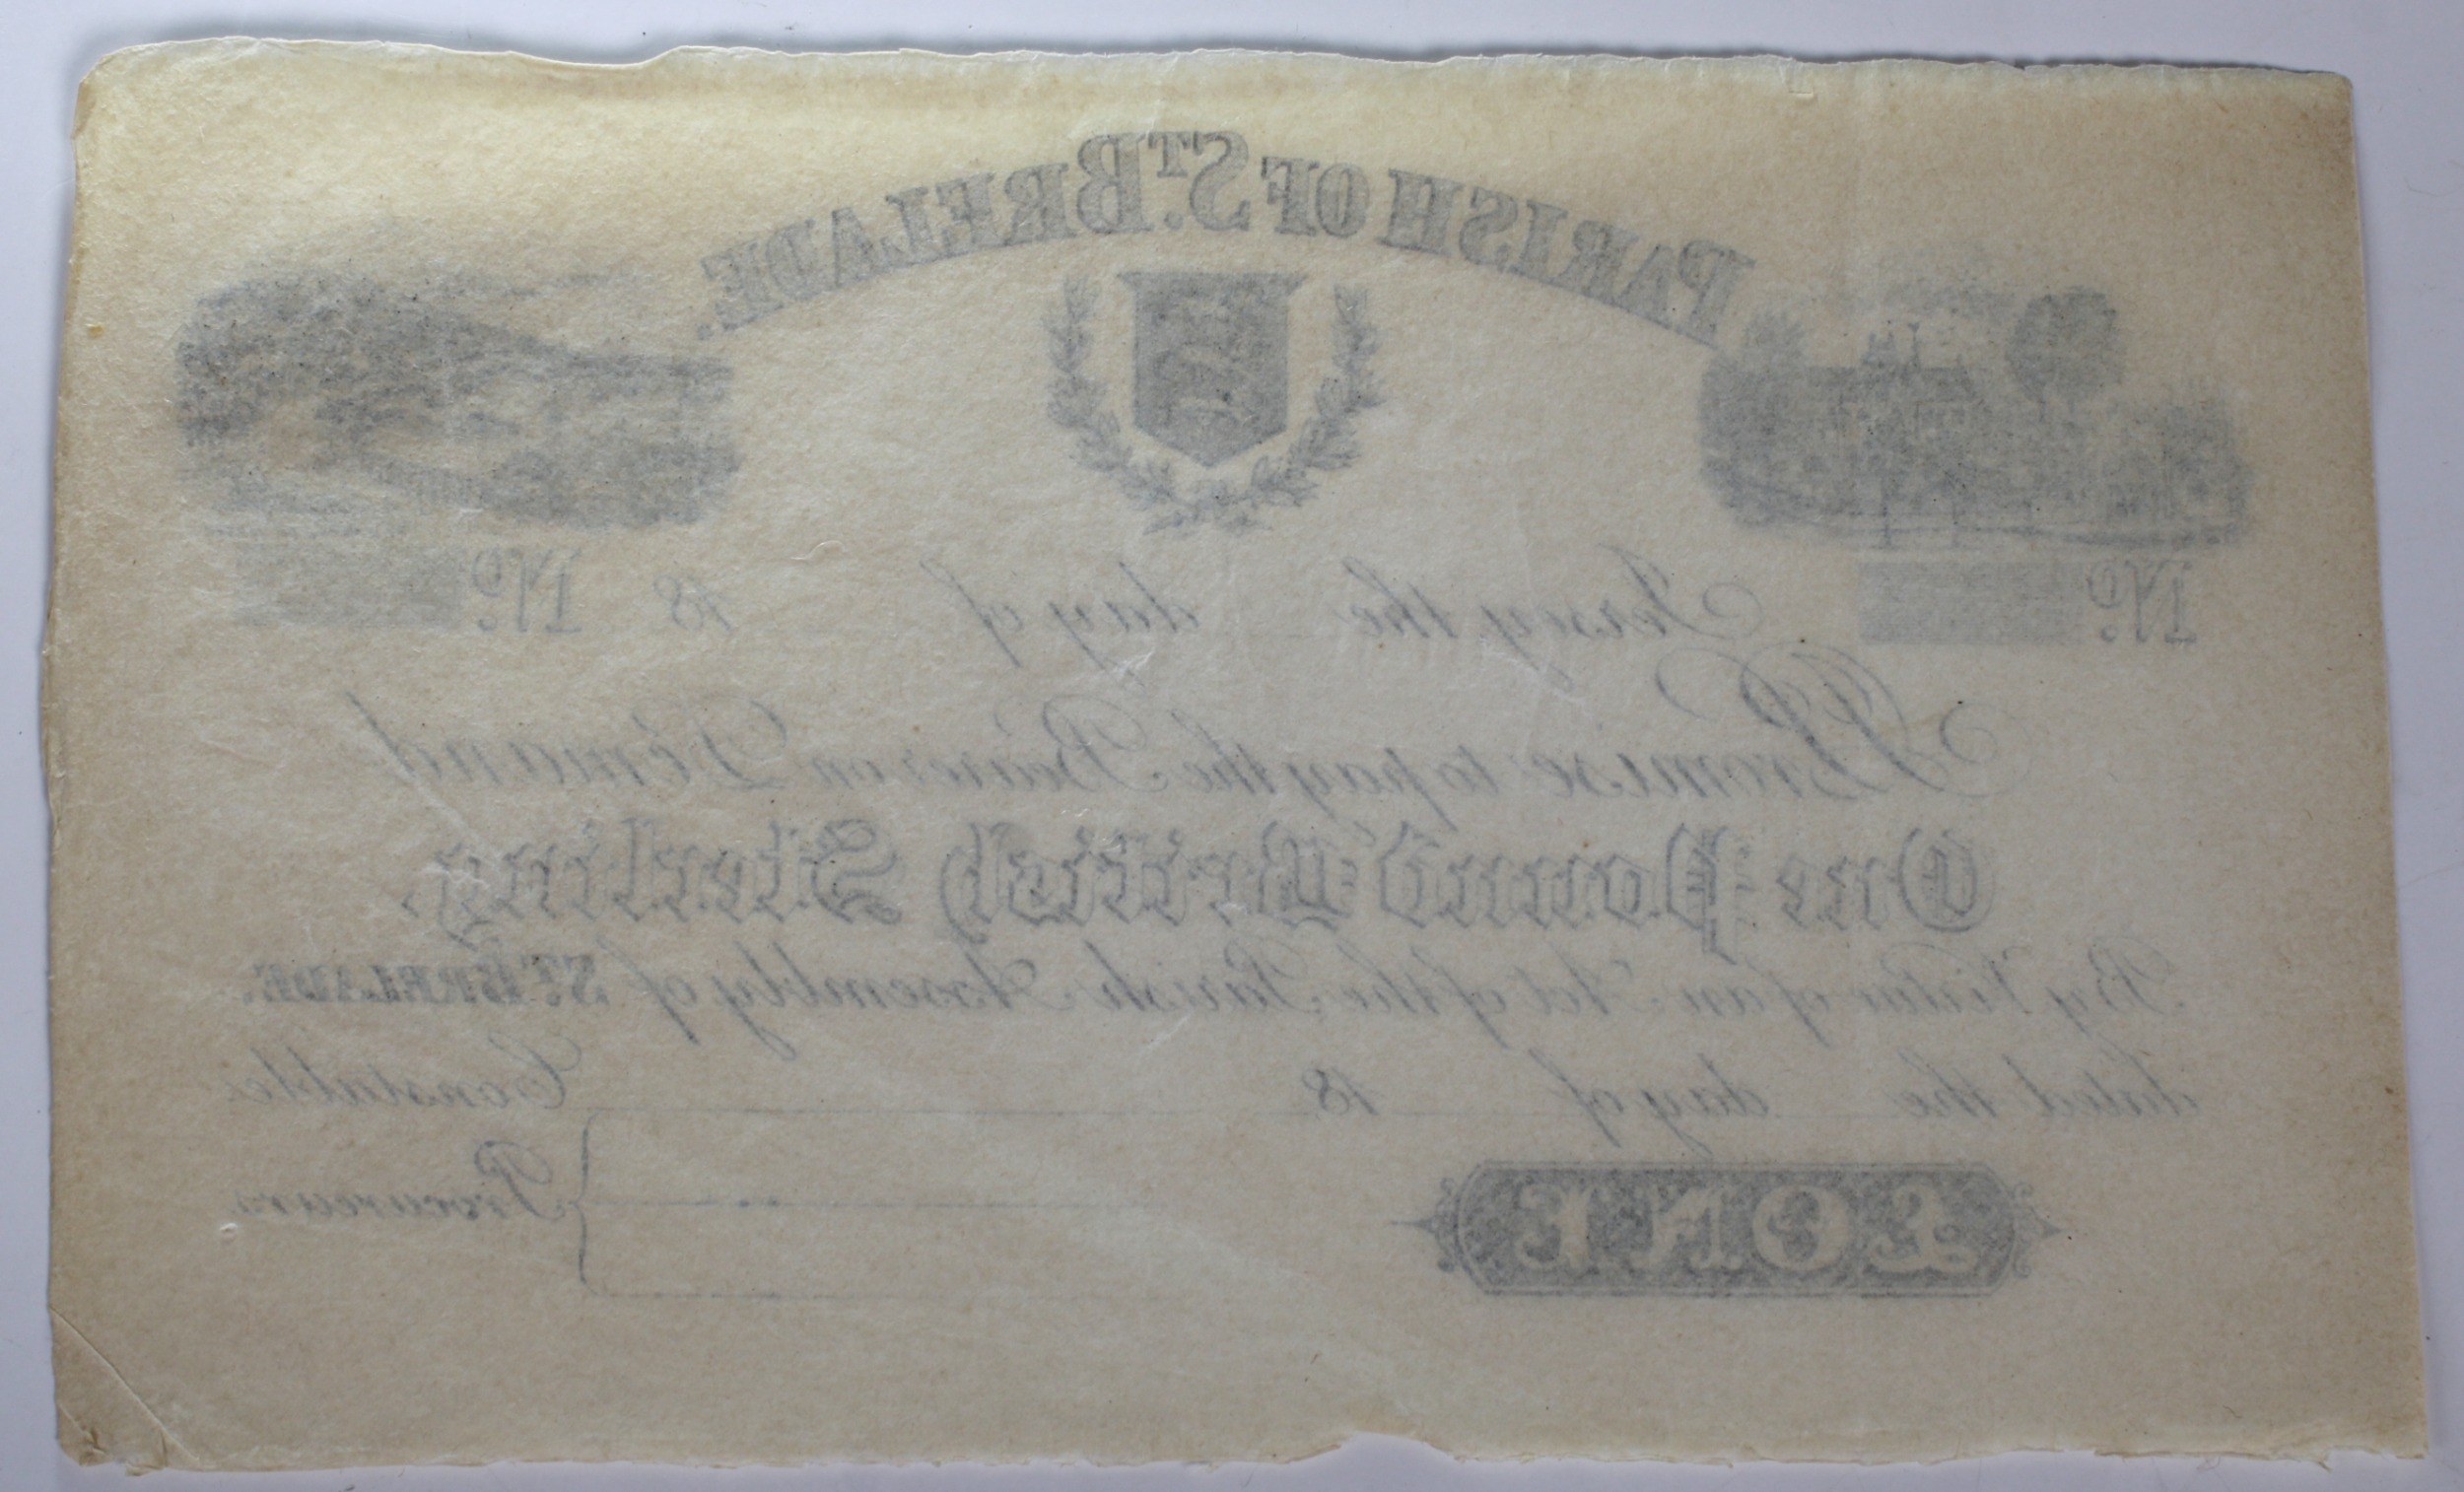 PARISH OF ST. BRELADE.
No. Jersey, the day of 18 No.
I Promise to pay the Bearer on Demand
One Pound British Sterling,
By Virtue of an Act of the Parish Assembly of ST. BRELADE.
dated the day of 18 Constable
Procureurs
£ONE